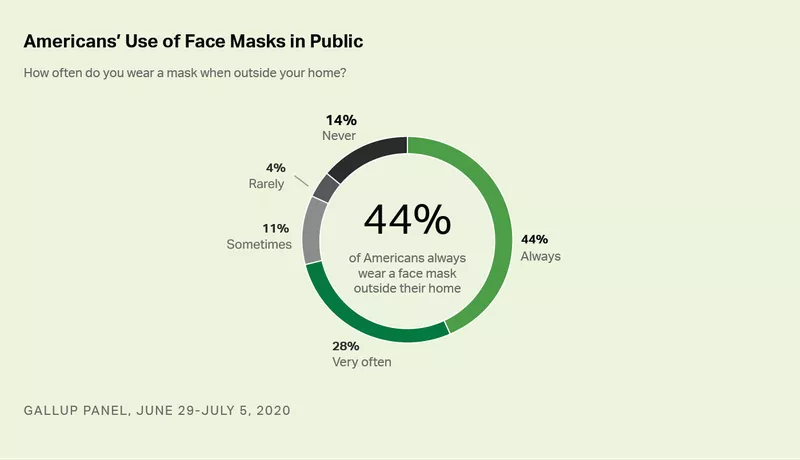 Americans’ Use of Face Masks in Public
How often do you wear a mask when outside your home?
14%
Never
4%
Rarely
11%
Sometimes
44%
of Americans always
wear a face mask
outside their home
44%
Always
28%
Very often
GALLUP PANEL, JUNE 29-JULY 5, 2020